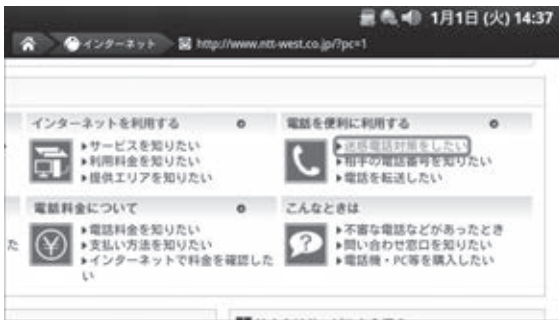 1月1日 (火) 14:37
インターネット
http://www.ntt-west.co.jp/?pc=1
インターネットを利用する
サービスを知りたい
利用料金を知りたい
提供エリアを知りたい
電話を便利に利用する
迷惑電話対策をしたい
相手の電話番号を知りたい
電話を転送したい
電話料金について
電話料金を知りたい
支払い方法を知りたい
インターネットで料金を確認した
い
こんなときは
不審な電話などがあったとき
問い合わせ窓口を知りたい
電話機・PC等を購入したい
た